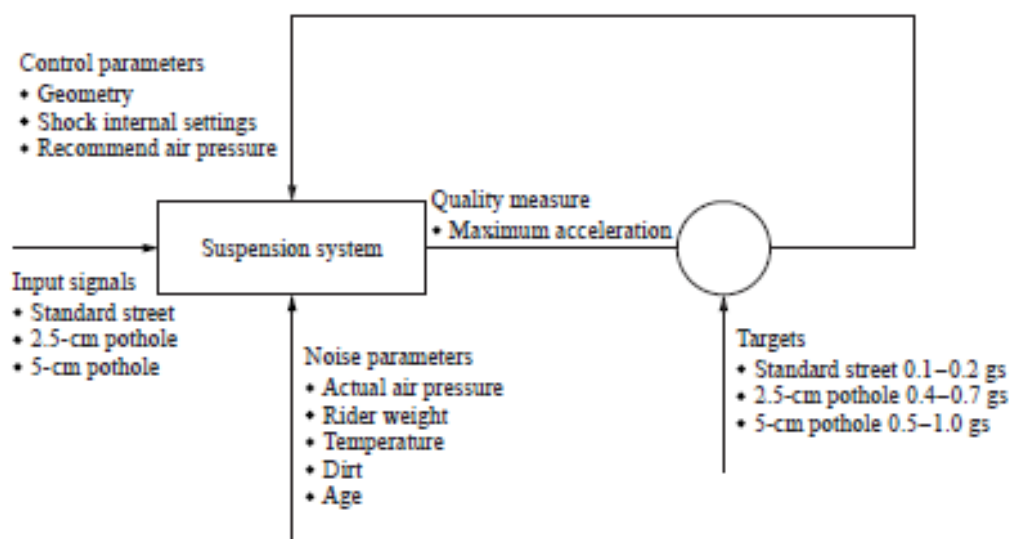 Control parameters
• Geometry
• Shock internal settings
• Recommend air pressure
Quality measure
• Maximum acceleration
Suspension system
Input signals
• Standard street
• 2.5-cm pothole
• 5-cm pothole
Noise parameters
• Actual air pressure
• Rider weight
• Temperature
• Dirt
• Age
Targets
• Standard street 0.1–0.2 gs
• 2.5-cm pothole 0.4–0.7 gs
• 5-cm pothole 0.5–1.0 gs